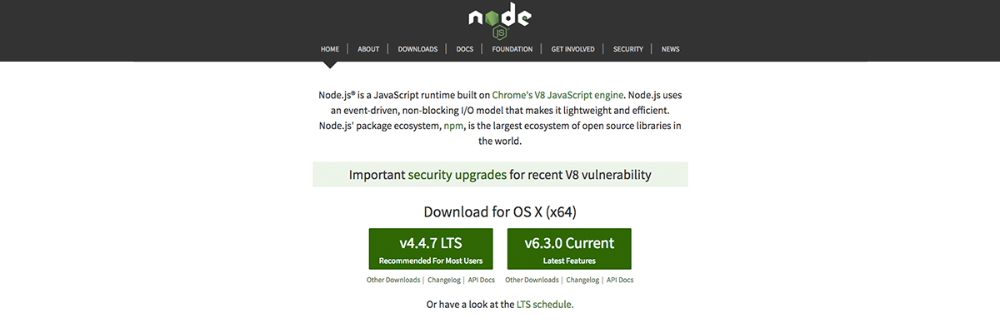 node
JS
HOME | ABOUT | DOWNLOADS | DOCS | FOUNDATION | GET INVOLVED | SECURITY | NEWS
Node.js® is a JavaScript runtime built on Chrome's V8 JavaScript engine. Node.js uses
an event-driven, non-blocking I/O model that makes it lightweight and efficient.
Node.js' package ecosystem, npm, is the largest ecosystem of open source libraries in
the world.
Important security upgrades for recent V8 vulnerability
Download for OS X (x64)
v4.4.7 LTS
Recommended For Most Users
v6.3.0 Current
Latest Features
Other Downloads | Changelog | API Docs
Other Downloads | Changelog | API Docs
Or have a look at the LTS schedule.